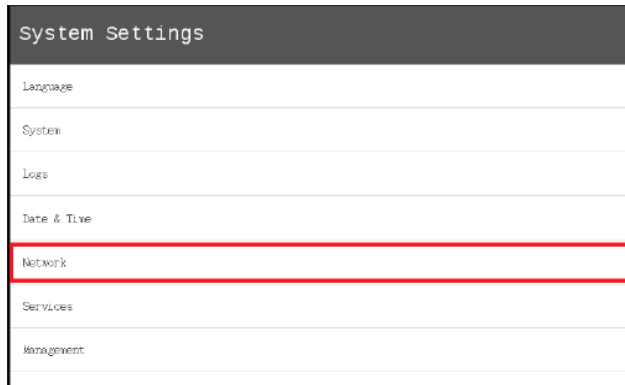 System Settings
Language
System
Logs
Date & Time
Network
Services
Management